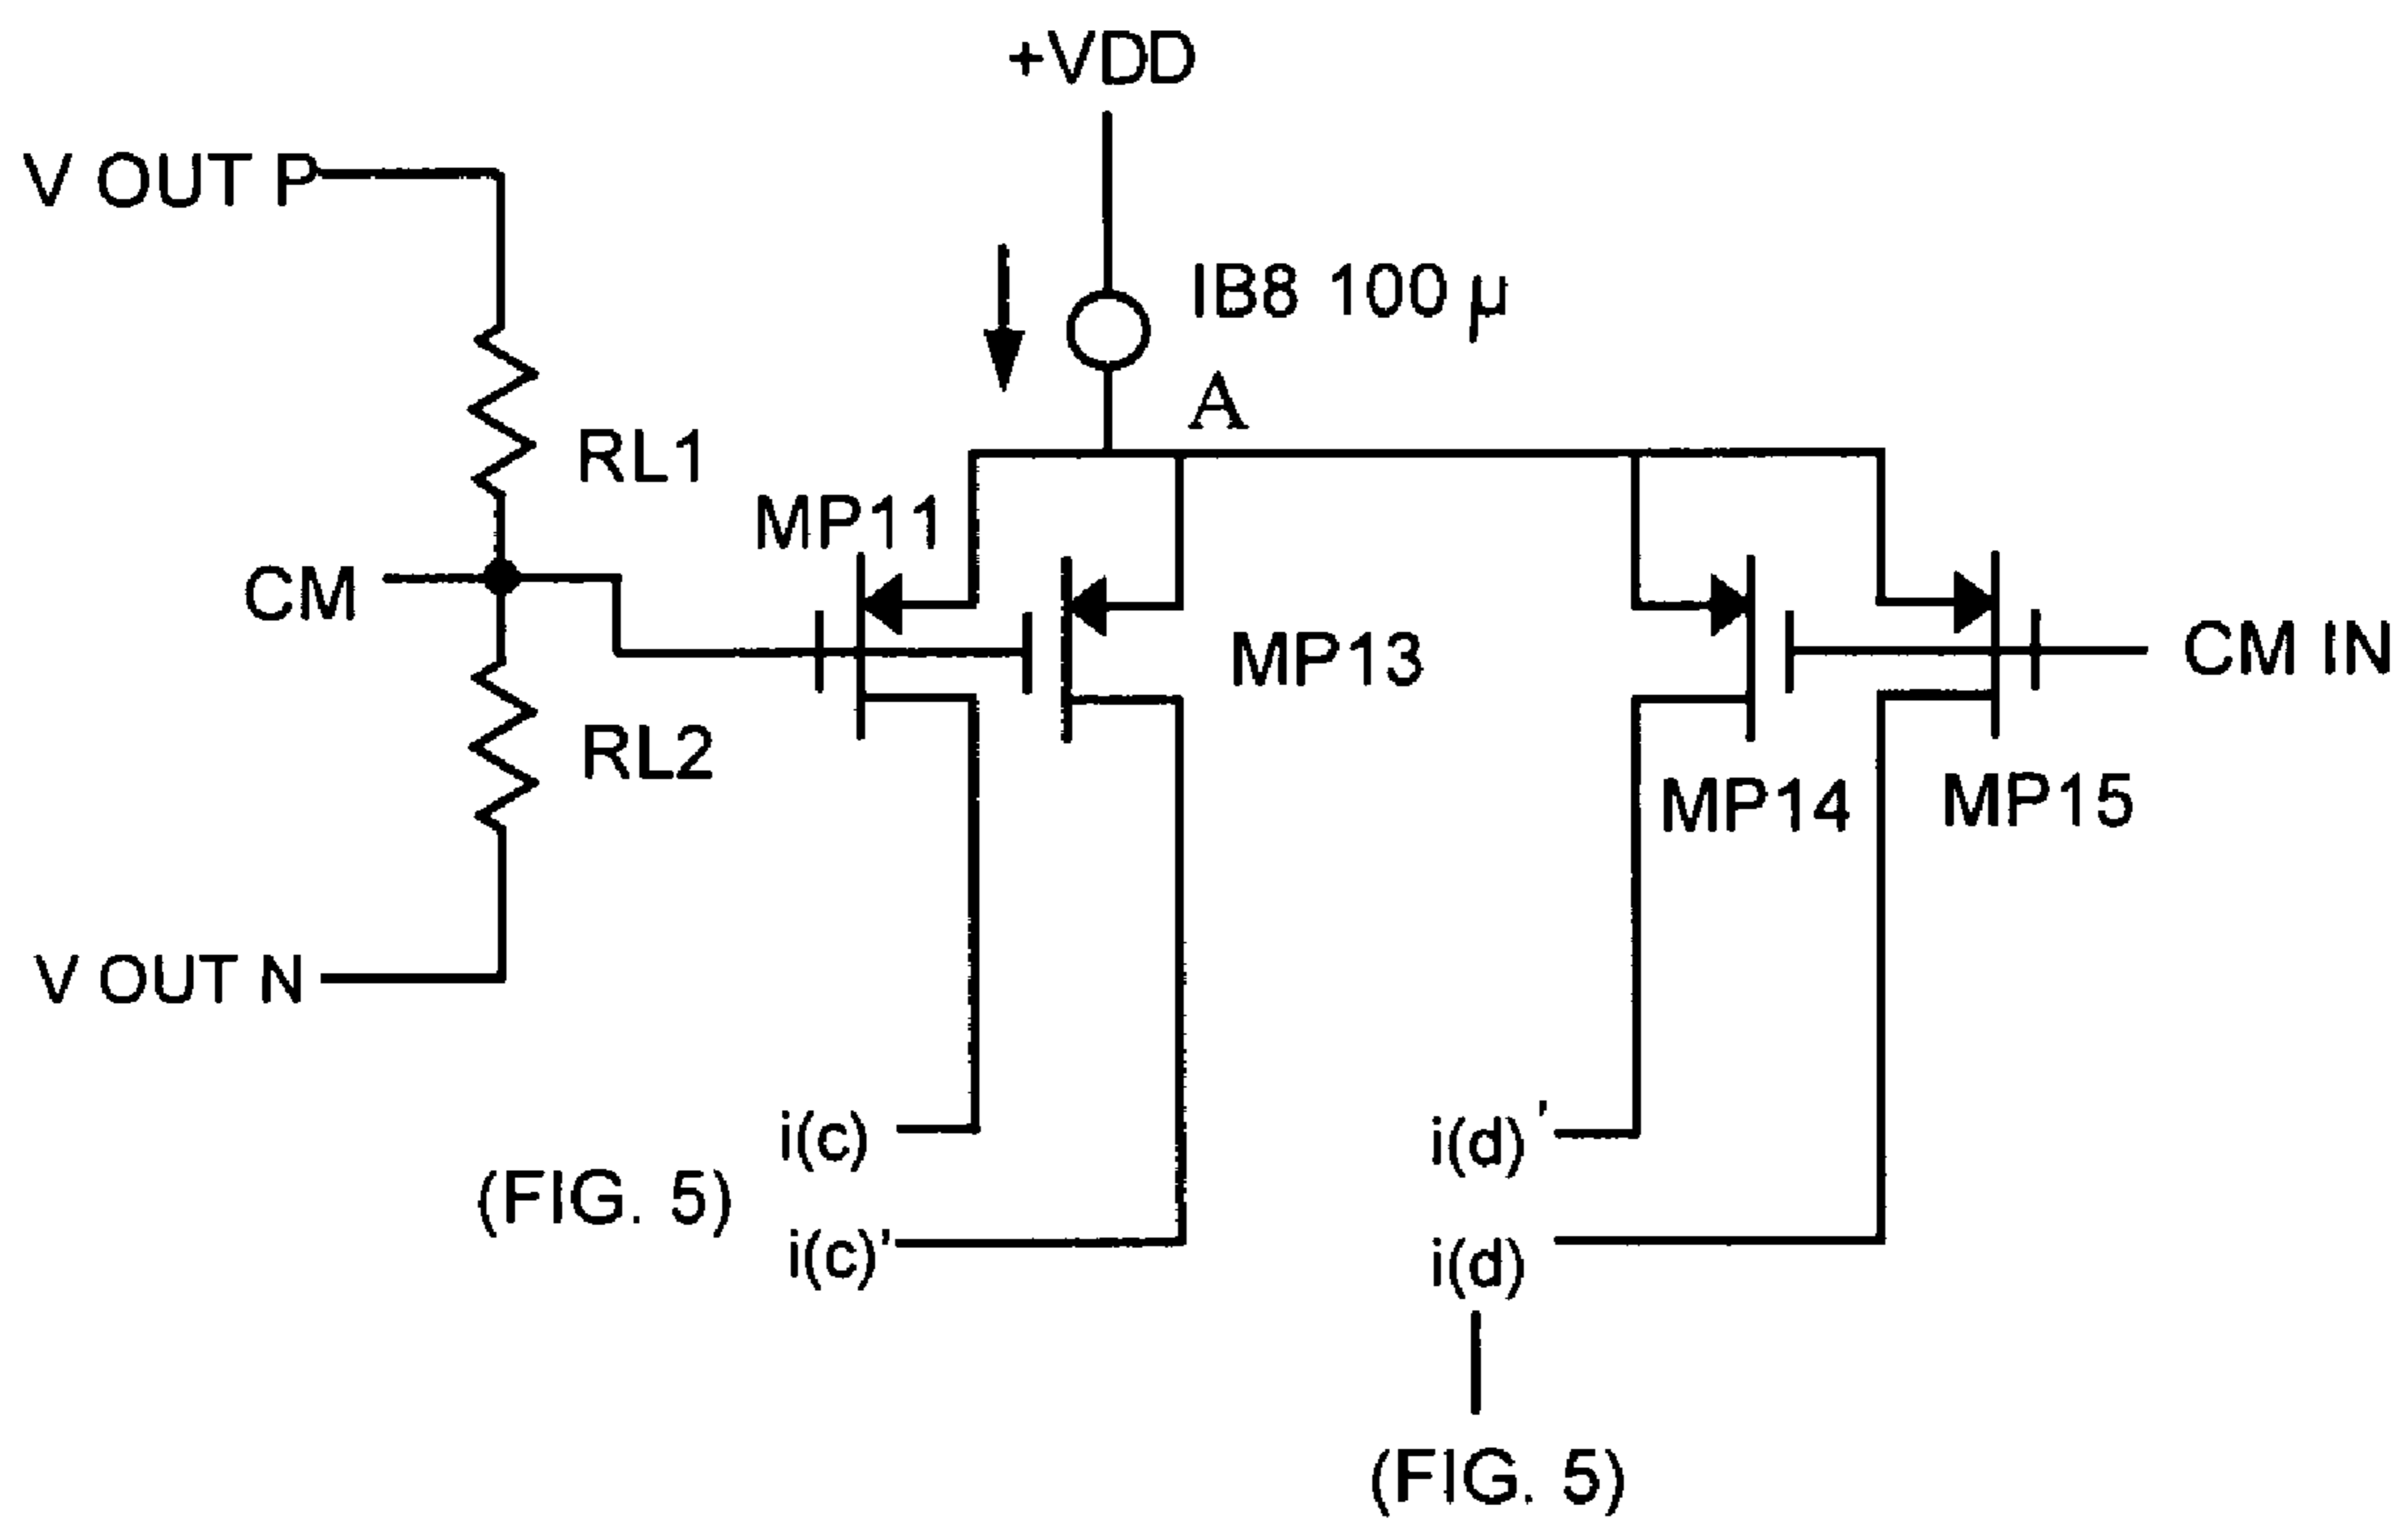 +VDD
V OUT P
IB8 100 µ
A
RL1
MP11
CM
MP13
CM IN
RL2
MP14
MP15
V OUT N
i(c)
i(d)'
(FIG. 5)
i(c)'
i(d)
(FIG. 5)